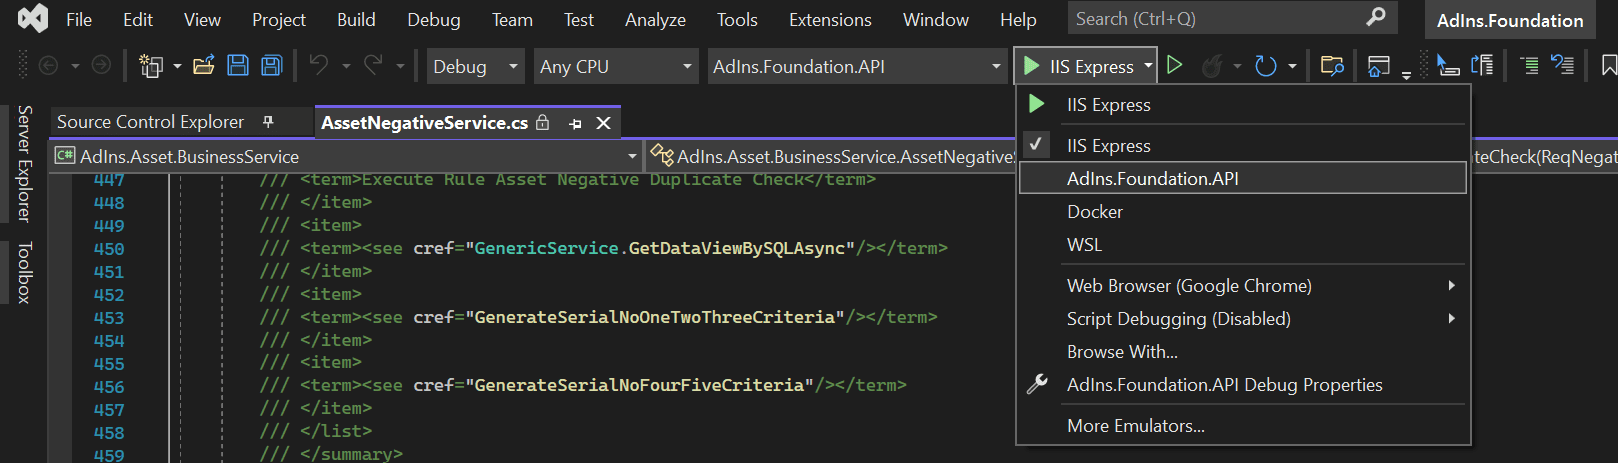 File Edit View Project Build Debug Team Test Analyze Tools Extensions Window Help Search (Ctrl+Q) AdIns.Foundation
Debug Any CPU AdIns.Foundation.API IIS Express
Server Explorer
Toolbox
Source Control Explorer AssetNegativeService.cs
C# AdIns.Asset.BusinessService AdIns.Asset.BusinessService.AssetNegativeS ateCheck(ReqNegat
447 /// <term>Execute Rule Asset Negative Duplicate Check</term>
448 /// </item>
449 /// <item>
450 /// <term><see cref="GenericService.GetDataViewBySQLAsync"/></term>
451 /// </item>
452 /// <item>
453 /// <term><see cref="GenerateSerialNoOneTwoThreeCriteria"/></term>
454 /// </item>
455 /// <item>
456 /// <term><see cref="GenerateSerialNoFourFiveCriteria"/></term>
457 /// </item>
458 /// </list>
459 /// </summary>
IIS Express
IIS Express
AdIns.Foundation.API
Docker
WSL
Web Browser (Google Chrome)
Script Debugging (Disabled)
Browse With...
AdIns.Foundation.API Debug Properties
More Emulators...